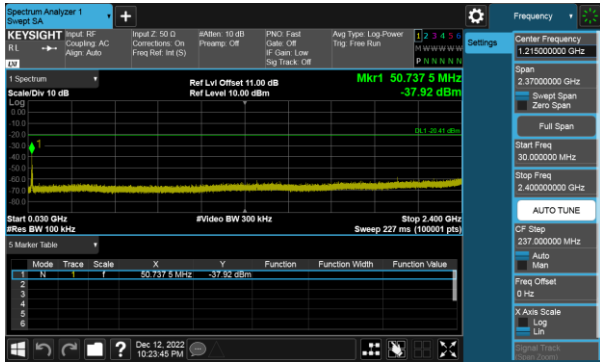 Spectrum Analyzer 1
Swept SA
+
Frequency
KEYSIGHT
RL
Input: RF
Coupling: AC
Align: Auto
Input Z: 50 Ω
Corrections: On
Freq Ref: Int (S)
#Atten: 10 dB
Preamp: Off
PNO: Fast
Gate: Off
IF Gain: Low
Sig Track: Off
Avg Type: Log-Power
Trig: Free Run
1 2 3 4 5 6
M W W W W W
P N N N N N
LXI
1 Spectrum
Scale/Div 10 dB
Ref Lvl Offset 11.00 dB
Ref Level 10.00 dBm
Mkr1 50.737 5 MHz
-37.92 dBm
Log
0.00
-10.0
-20.0
-30.0
-40.0
-50.0
-60.0
-70.0
-80.0
1
DL1 -20.41 dBm
Start 0.030 GHz
#Res BW 100 kHz
#Video BW 300 kHz
Stop 2.400 GHz
Sweep 227 ms (100001 pts)
5 Marker Table
Mode Trace Scale X Y Function Function Width Function Value
1 N 1 f 50.737 5 MHz -37.92 dBm
2
3
4
5
6
Dec 12, 2022
10:23:45 PM
?
Settings
Center Frequency
1.215000000 GHz
Span
2.37000000 GHz
Swept Span
Zero Span
Full Span
Start Freq
30.000000 MHz
Stop Freq
2.400000000 GHz
AUTO TUNE
CF Step
237.000000 MHz
Auto
Man
Freq Offset
0 Hz
X Axis Scale
Log
Lin
Signal Track
(Span Zoom)